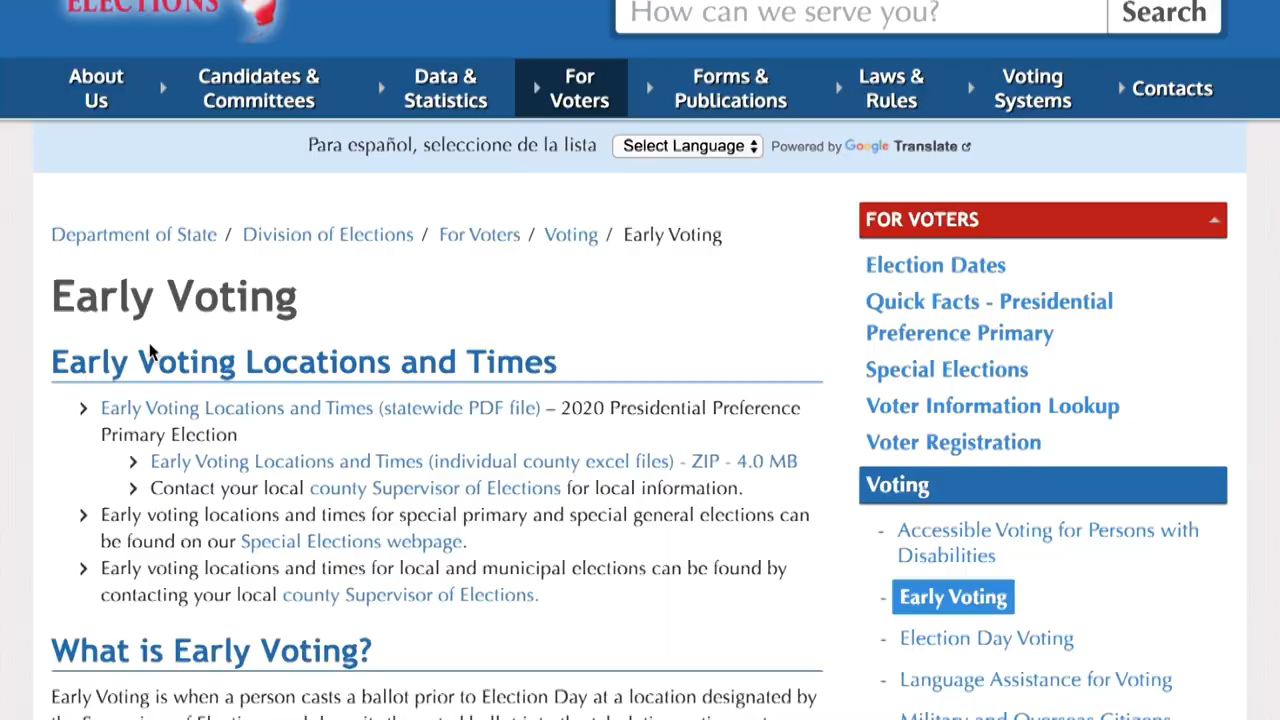 ELECTIONS
How can we serve you?
Search
About Us
Candidates & Committees
Data & Statistics
For Voters
Forms & Publications
Laws & Rules
Voting Systems
Contacts
Para español, seleccione de la lista
Select Language
Powered by Google Translate
Department of State / Division of Elections / For Voters / Voting / Early Voting
Early Voting
Early Voting Locations and Times
Early Voting Locations and Times (statewide PDF file) – 2020 Presidential Preference
Primary Election
Early Voting Locations and Times (individual county excel files) - ZIP - 4.0 MB
Contact your local county Supervisor of Elections for local information.
Early voting locations and times for special primary and special general elections can
be found on our Special Elections webpage.
Early voting locations and times for local and municipal elections can be found by
contacting your local county Supervisor of Elections.
What is Early Voting?
Early Voting is when a person casts a ballot prior to Election Day at a location designated by
FOR VOTERS
Election Dates
Quick Facts - Presidential
Preference Primary
Special Elections
Voter Information Lookup
Voter Registration
Voting
- Accessible Voting for Persons with
Disabilities
- Early Voting
- Election Day Voting
- Language Assistance for Voting
Military and Overseas Citizens